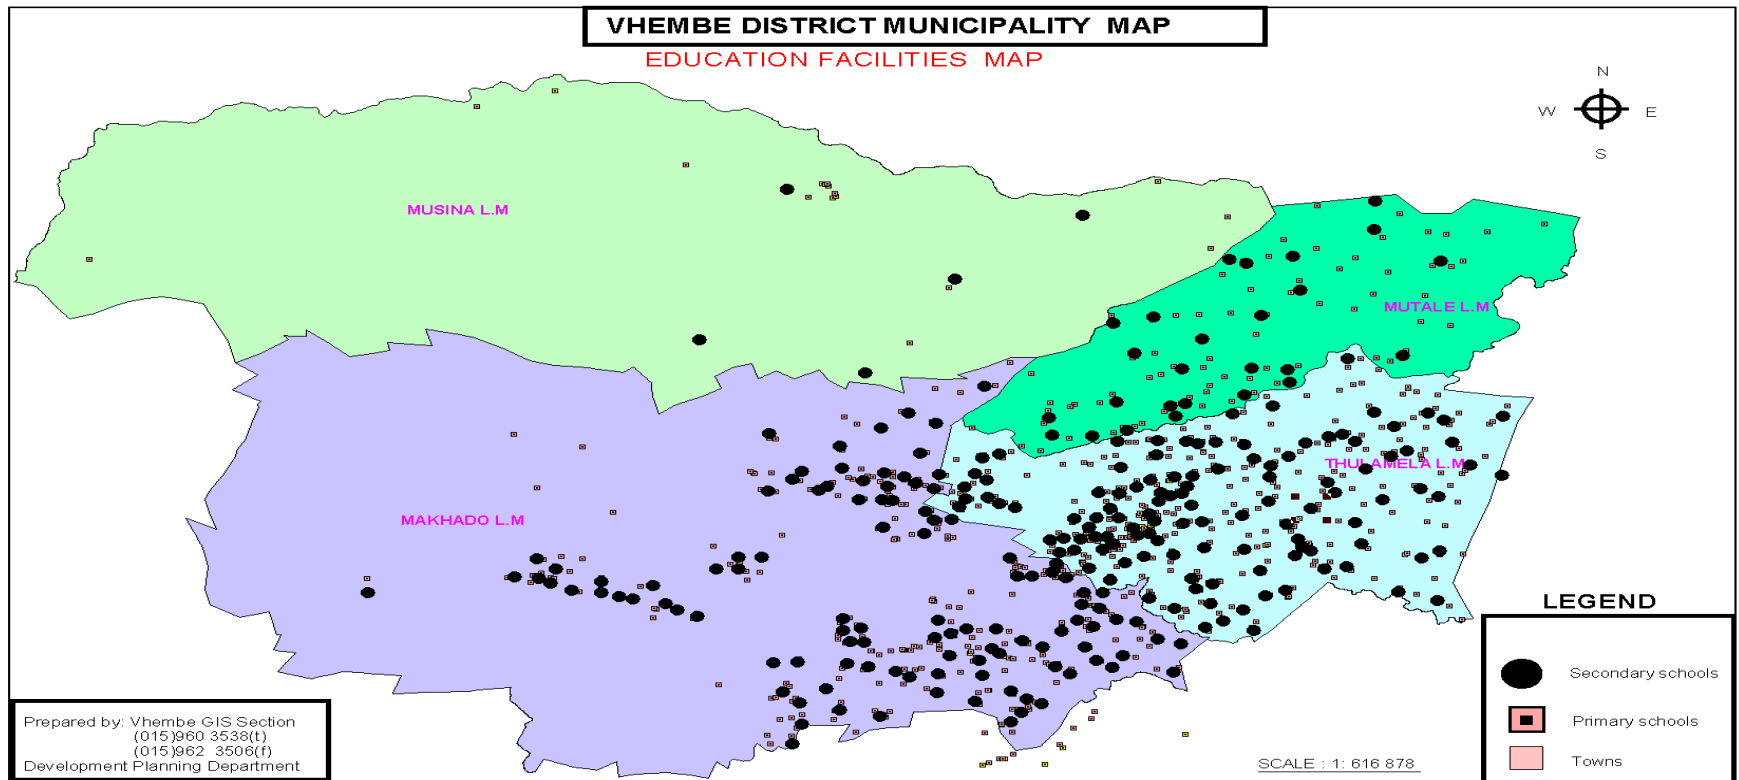 VHEMBE DISTRICT MUNICIPALITY MAP
EDUCATION FACILITIES MAP
N
W E
S
MUSINA L.M
MUTALE L.M
THULAMELA L.M
MAKHADO L.M
LEGEND
Secondary schools
Primary schools
Towns
Prepared by: Vhembe GIS Section
(015)960 3538(t)
(015)962 3506(f)
Development Planning Department
SCALE : 1: 616 878